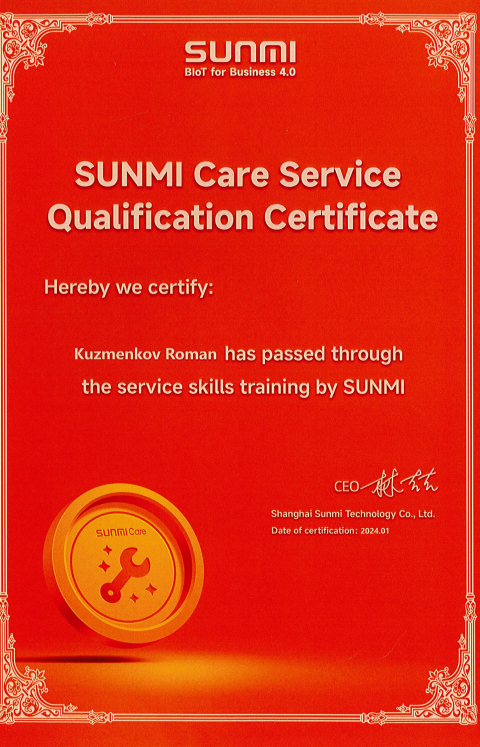 SUNMI
BIoT for Business 4.0
SUNMI Care Service
Qualification Certificate
Hereby we certify:
Kuzmenkov Roman has passed through
the service skills training by SUNMI
CEO
Shanghai Sunmi Technology Co., Ltd.
Date of certification: 2024.01
SUNMI Care